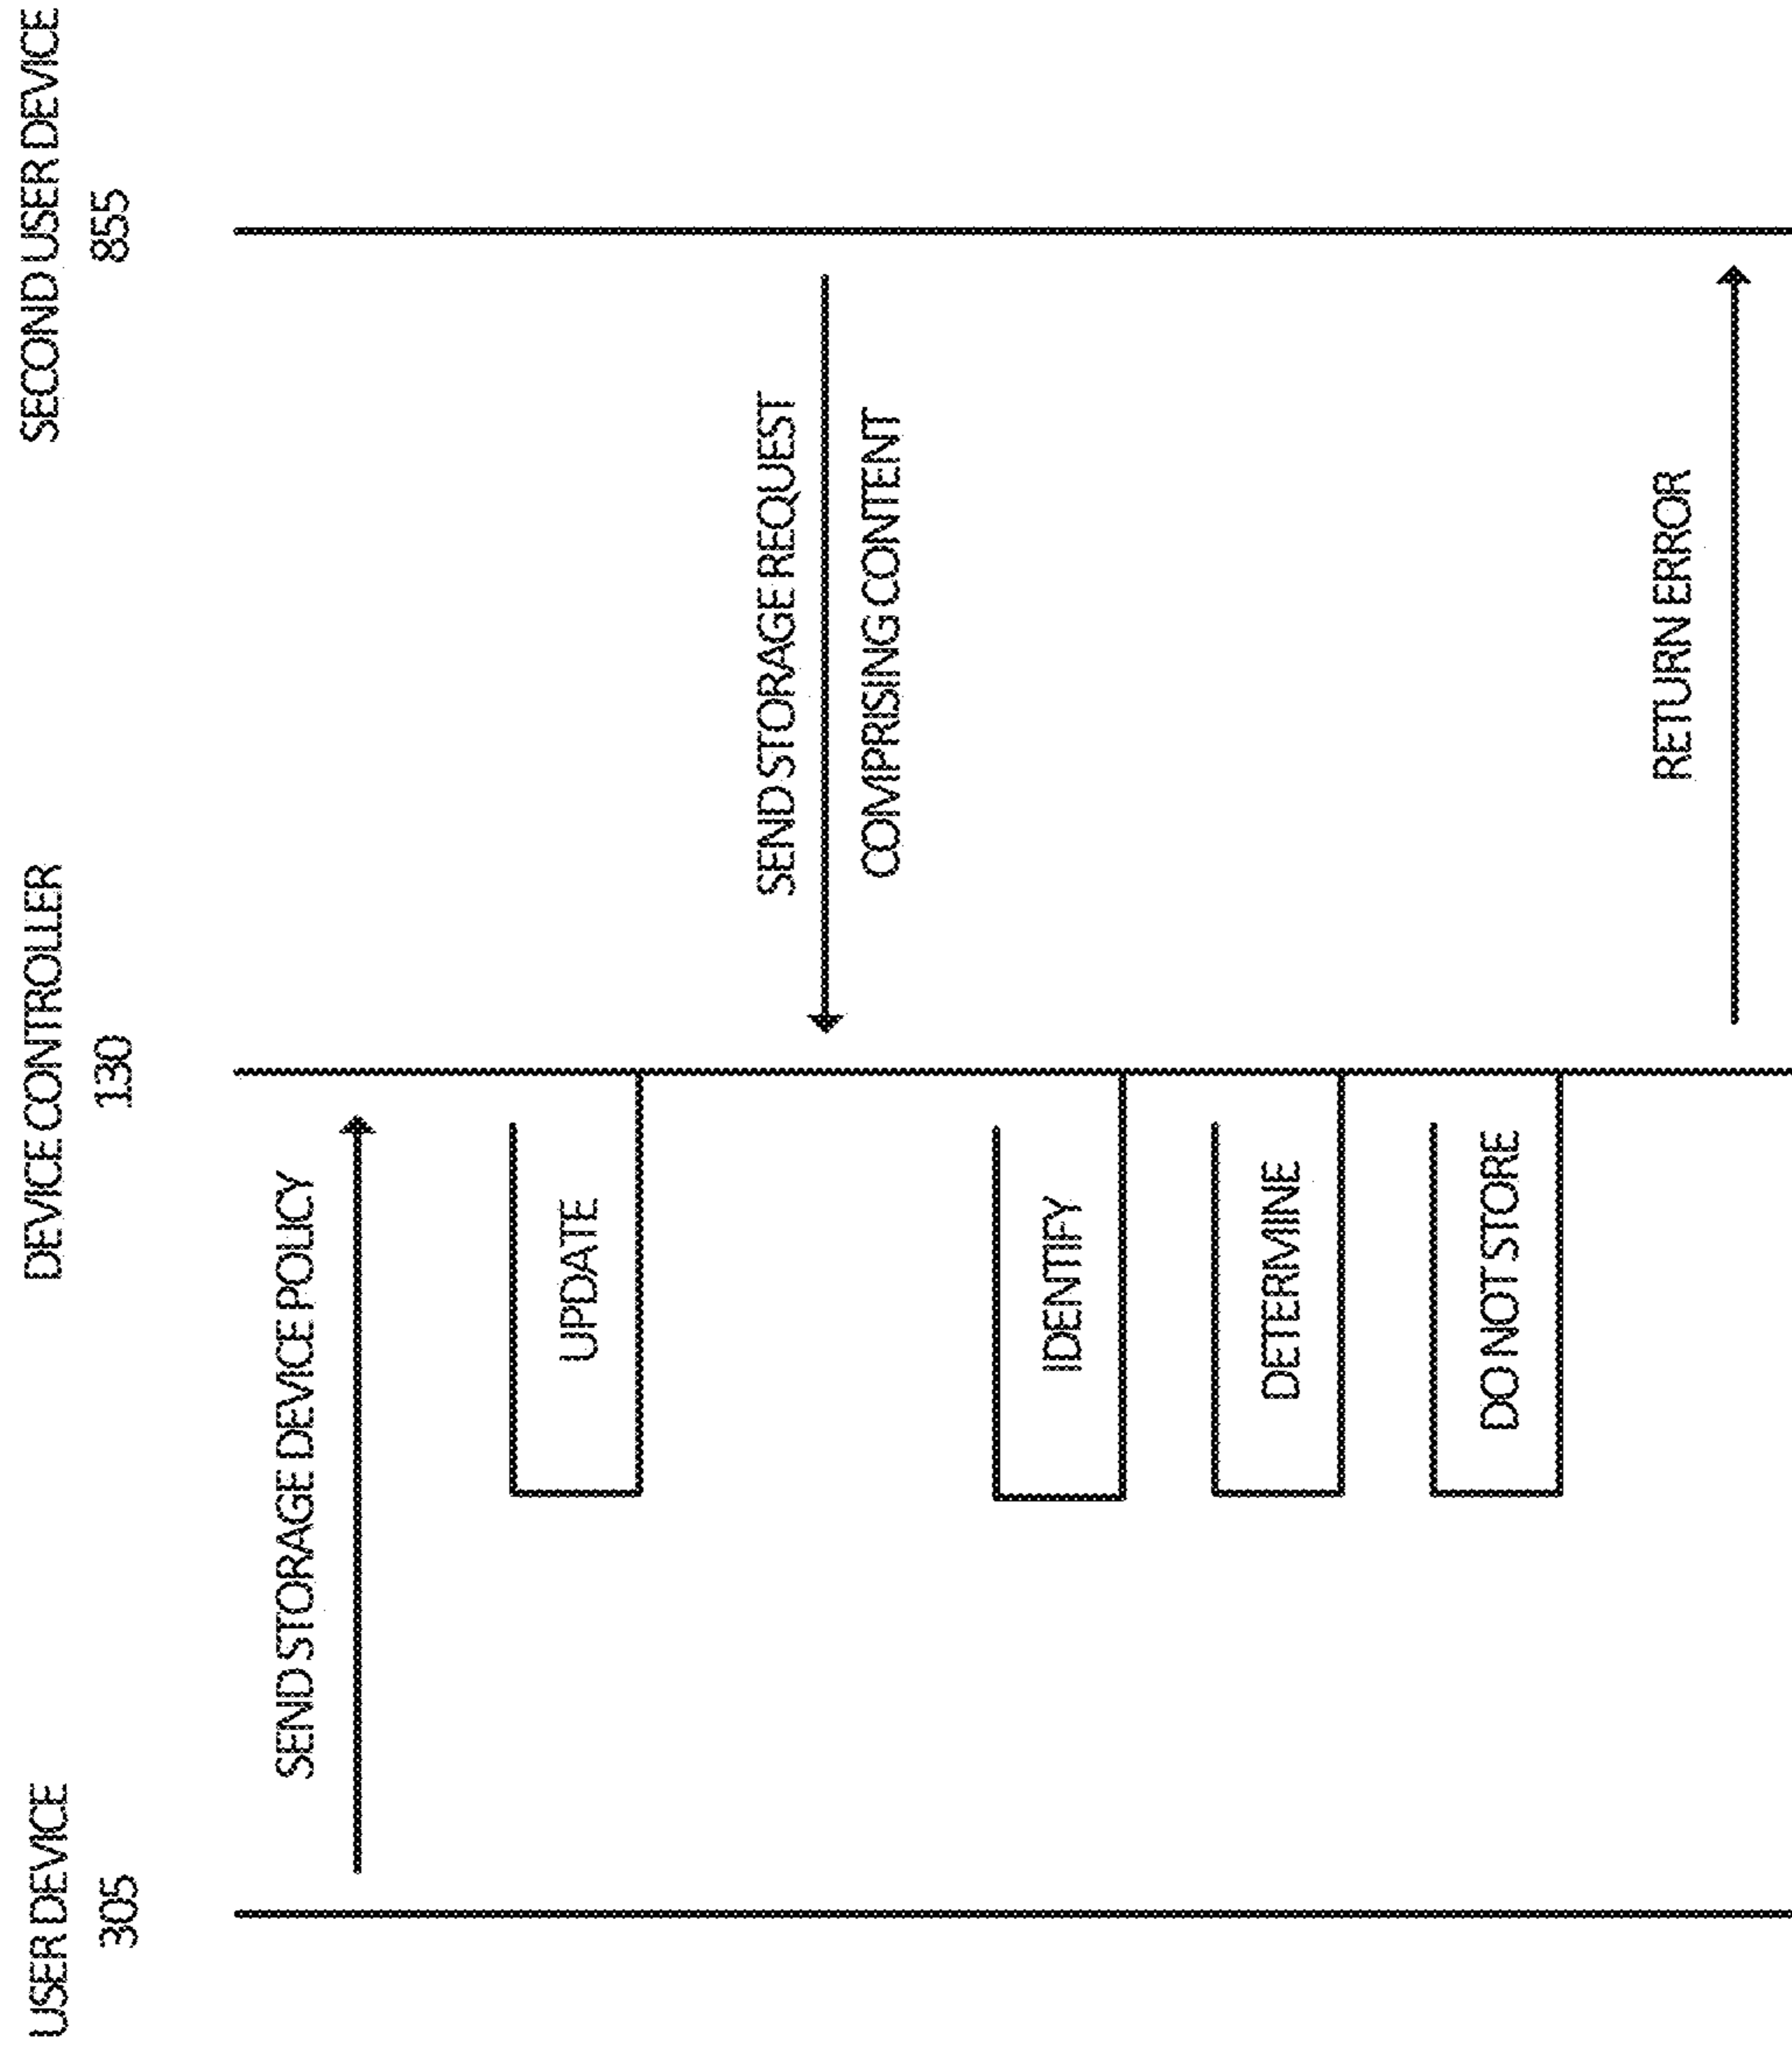 USER DEVICE
305
DEVICE CONTROLLER
130
SECOND USER DEVICE
855
SEND STORAGE DEVICE POLICY
UPDATE
SEND STORAGE REQUEST
COMPRISING CONTENT
IDENTIFY
DETERMINE
DO NOT STORE
RETURN ERROR